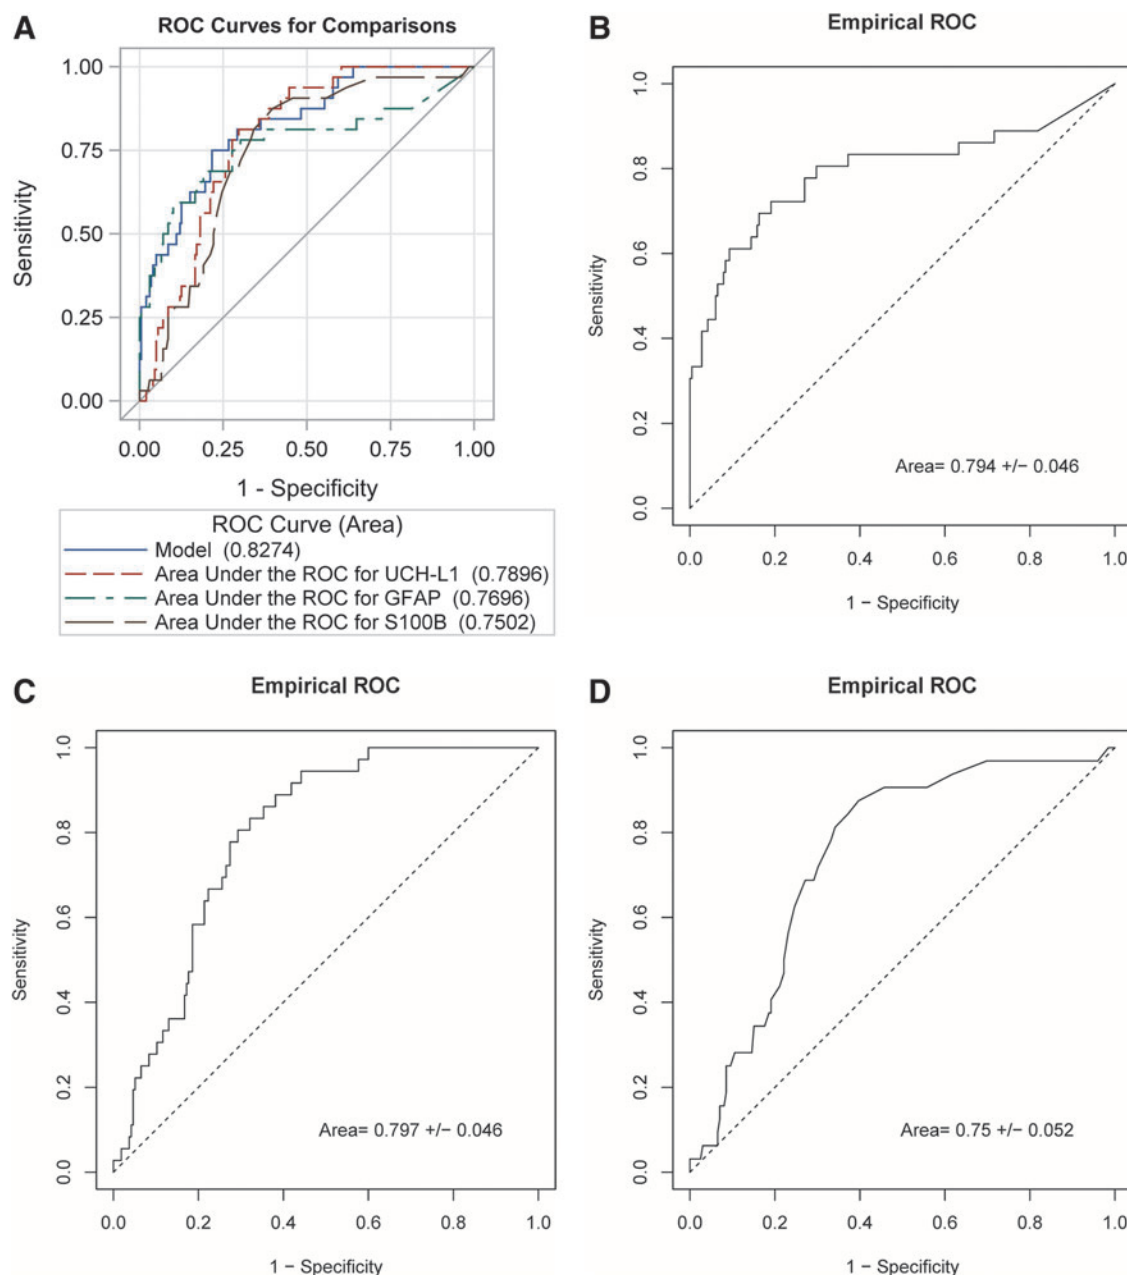 A
ROC Curves for Comparisons
Sensitivity
1.00
0.75
0.50
0.25
0.00
0.00 0.25 0.50 0.75 1.00
1 - Specificity
ROC Curve (Area)
Model (0.8274)
Area Under the ROC for UCH-L1 (0.7896)
Area Under the ROC for GFAP (0.7696)
Area Under the ROC for S100B (0.7502)
B
Empirical ROC
Sensitivity
1.0
0.8
0.6
0.4
0.2
0.0
Area= 0.794 +/− 0.046
0.0 0.2 0.4 0.6 0.8 1.0
1 − Specificity
C
Empirical ROC
Sensitivity
1.0
0.8
0.6
0.4
0.2
0.0
Area= 0.797 +/− 0.046
0.0 0.2 0.4 0.6 0.8 1.0
1 − Specificity
D
Empirical ROC
Sensitivity
1.0
0.8
0.6
0.4
0.2
0.0
Area= 0.75 +/− 0.052
0.0 0.2 0.4 0.6 0.8 1.0
1 − Specificity